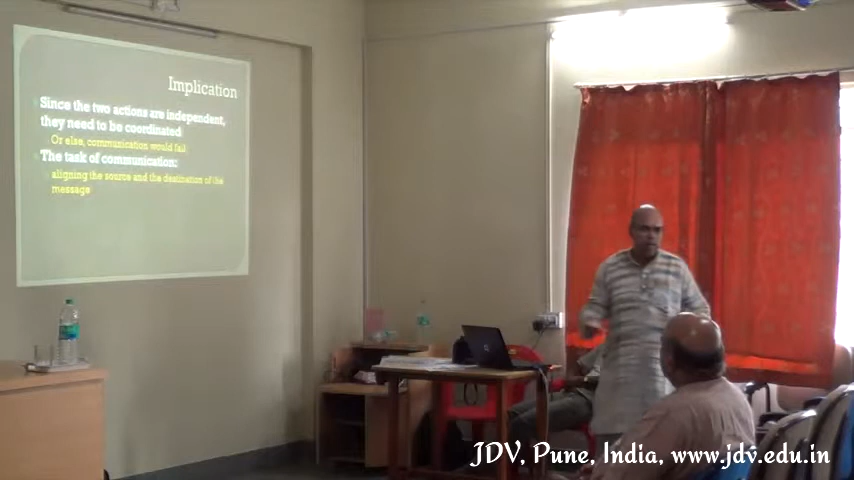 Implication
Since the two actions are independent,
they need to be coordinated
Or else, communication would fail
The task of communication:
aligning the source and the destination of the
message
JDV, Pune, India, www.jdv.edu.in